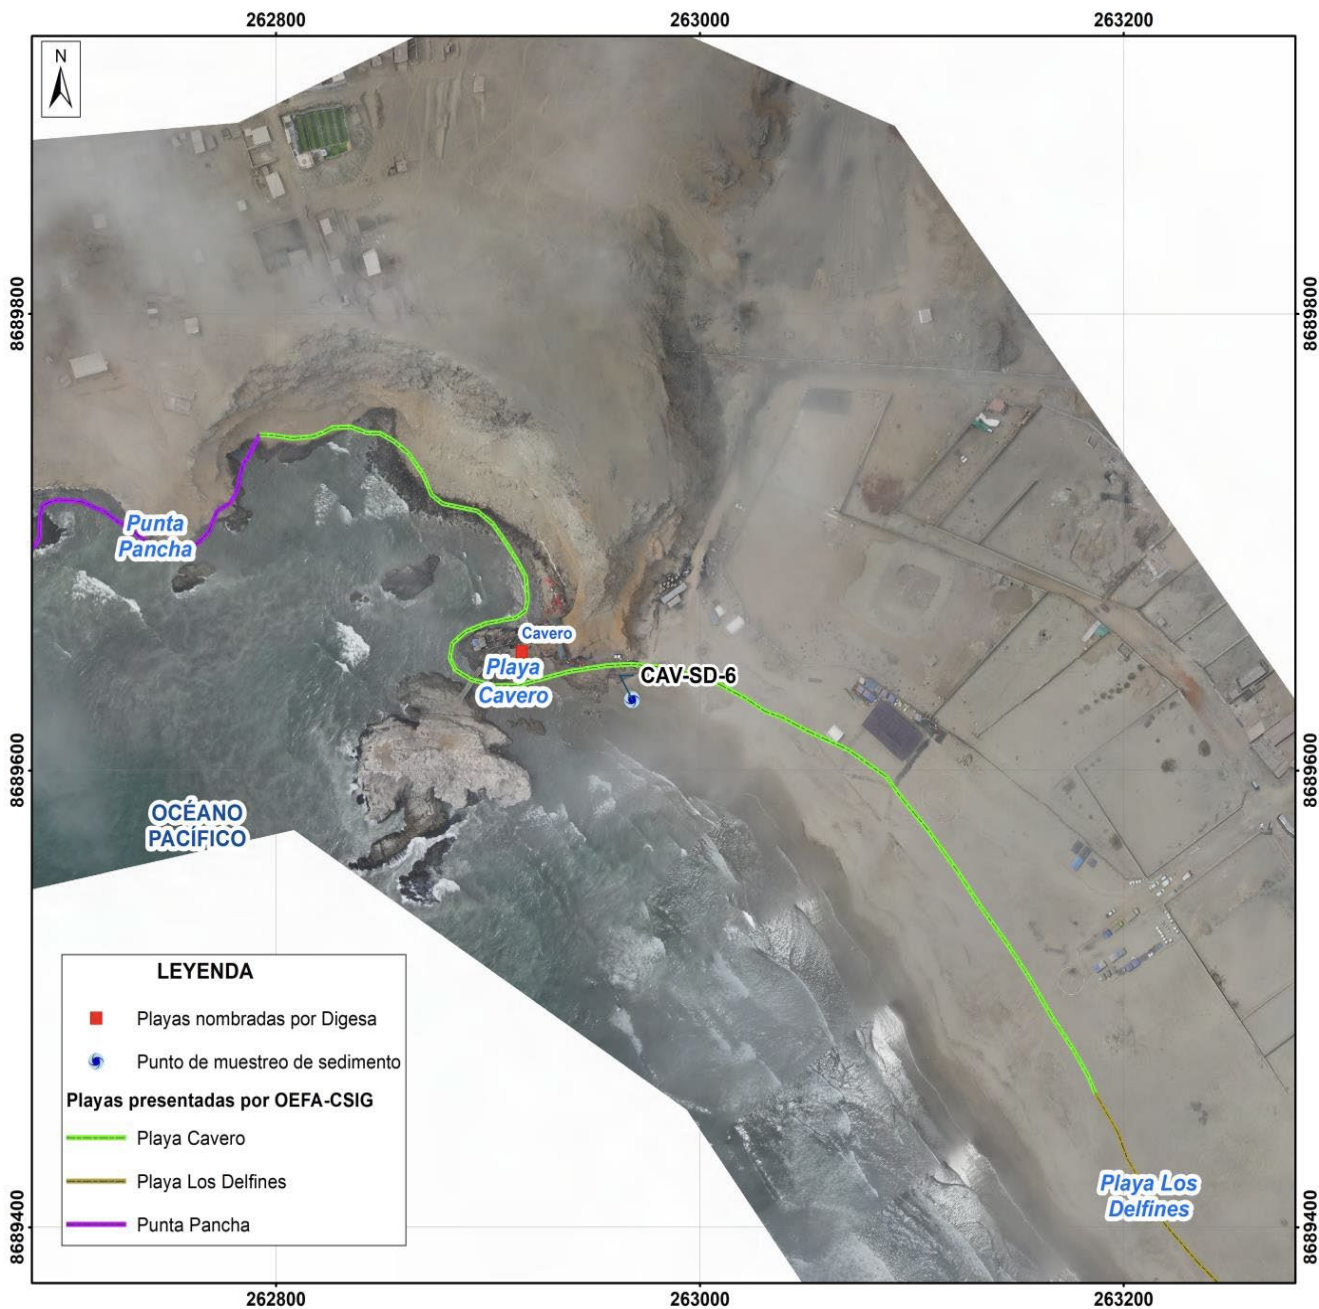 262800
263000
263200
N
8689800
8689800
Punta
Pancha
Cavero
Playa
Cavero
CAV-SD-6
8689600
8689600
OCÉANO
PACÍFICO
LEYENDA
Playas nombradas por Digesa
Punto de muestreo de sedimento
Playas presentadas por OEFA-CSIG
Playa Cavero
Playa Los Delfines
Punta Pancha
Playa Los
Delfines
8689400
8689400
262800
263000
263200